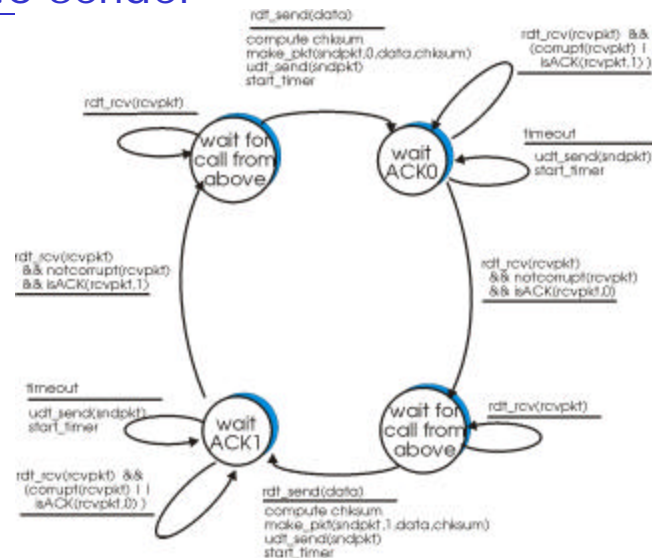 sender
rdt_send(data)
compute chksum
make_pkt(sndpkt,0,data,chksum)
udt_send(sndpkt)
start_timer
rdt_rcv(rcvpkt) &&
(corrupt(rcvpkt) |
isACK(rcvpkt,1) )
rdt_rcv(rcvpkt)
wait for
call from
above
wait
ACK0
timeout
udt_send(sndpkt)
start_timer
rdt_rcv(rcvpkt)
&& notcorrupt(rcvpkt)
&& isACK(rcvpkt,1)
rdt_rcv(rcvpkt)
&& notcorrupt(rcvpkt)
&& isACK(rcvpkt,0)
timeout
udt_send(sndpkt)
start_timer
wait
ACK1
wait for
call from
above
rdt_rcv(rcvpkt)
rdt_rcv(rcvpkt) &&
(corrupt(rcvpkt) | |
isACK(rcvpkt,0) )
rdt_send(data)
compute chksum
make_pkt(sndpkt,1,data,chksum)
udt_send(sndpkt)
start_timer